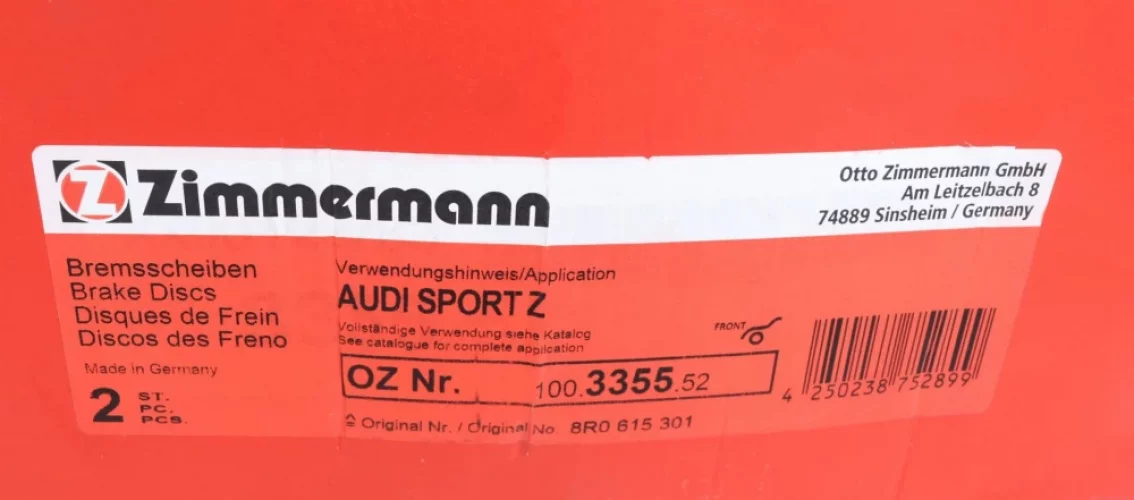 Z Zimmermann
Otto Zimmermann GmbH
Am Leitzelbach 8
74889 Sinsheim / Germany
Bremsscheiben
Brake Discs
Disques de Frein
Discos des Freno
Made in Germany
2 ST.
PC.
PCS.
Verwendungshinweis/Application
AUDI SPORT Z
Vollständige Verwendung siehe Katalog
See catalogue for complete application
FRONT
OZ Nr. 100.3355.52
≙ Original Nr. / Original No. 8R0 615 301
4 250238 752899